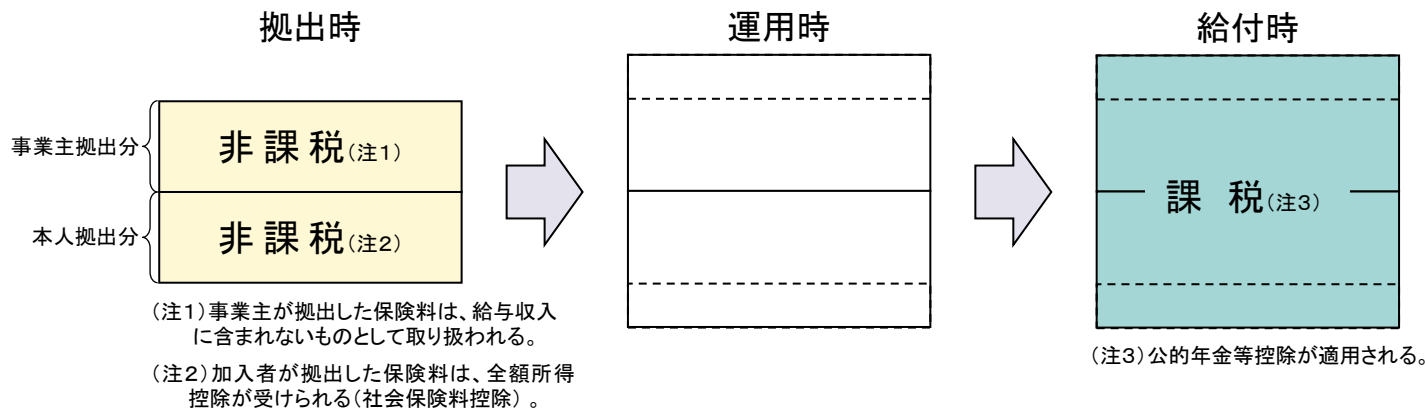 拠出時
運用時
給付時
事業主拠出分
非課税(注1)
本人拠出分
非課税(注2)
課 税(注3)
(注1)事業主が拠出した保険料は、給与収入
に含まれないものとして取り扱われる。
(注2)加入者が拠出した保険料は、全額所得
控除が受けられる(社会保険料控除) 。
(注3)公的年金等控除が適用される。